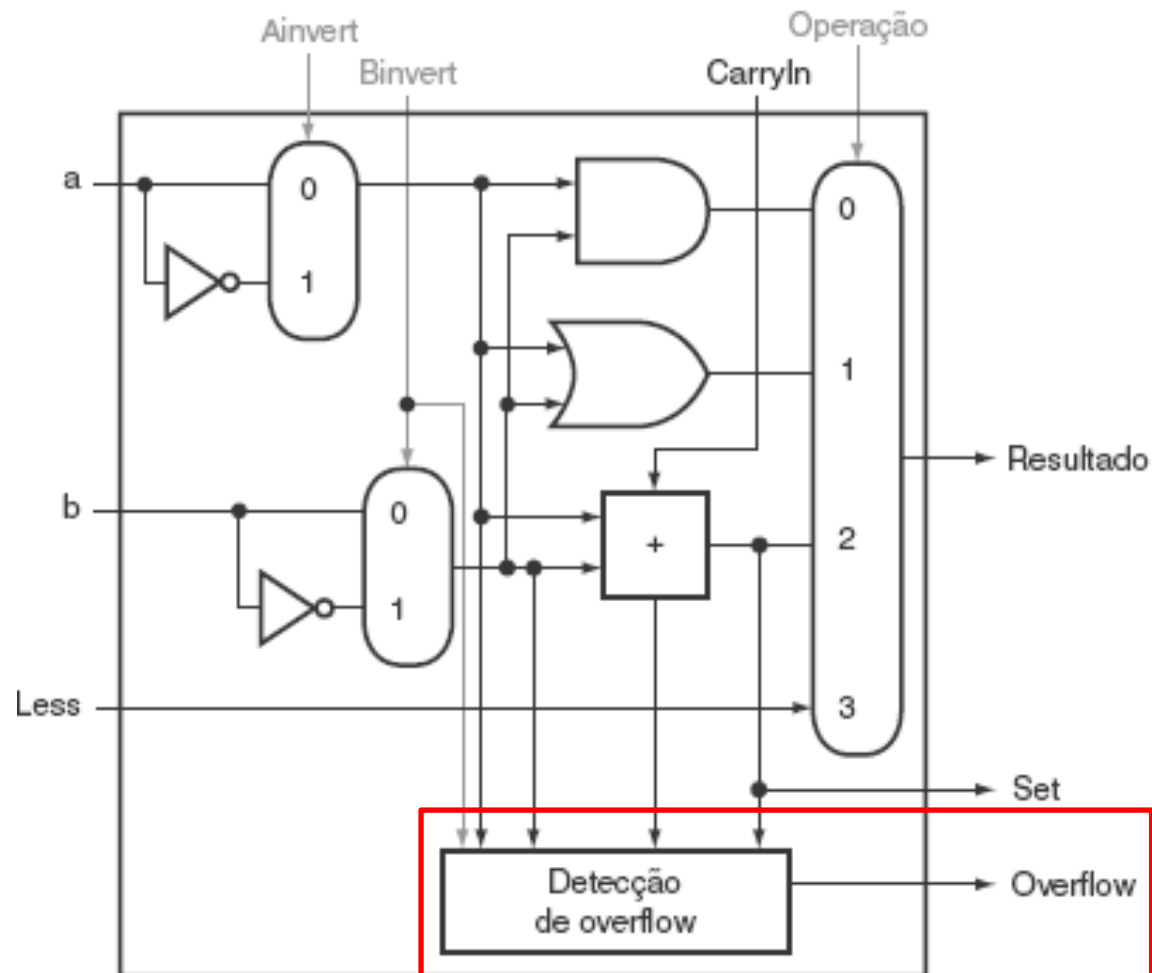 Ainvert
Operação
Binvert
CarryIn
a
0
0
1
1
b
0
+
2
1
Resultado
Less
3
Set
Detecção
de overflow
Overflow